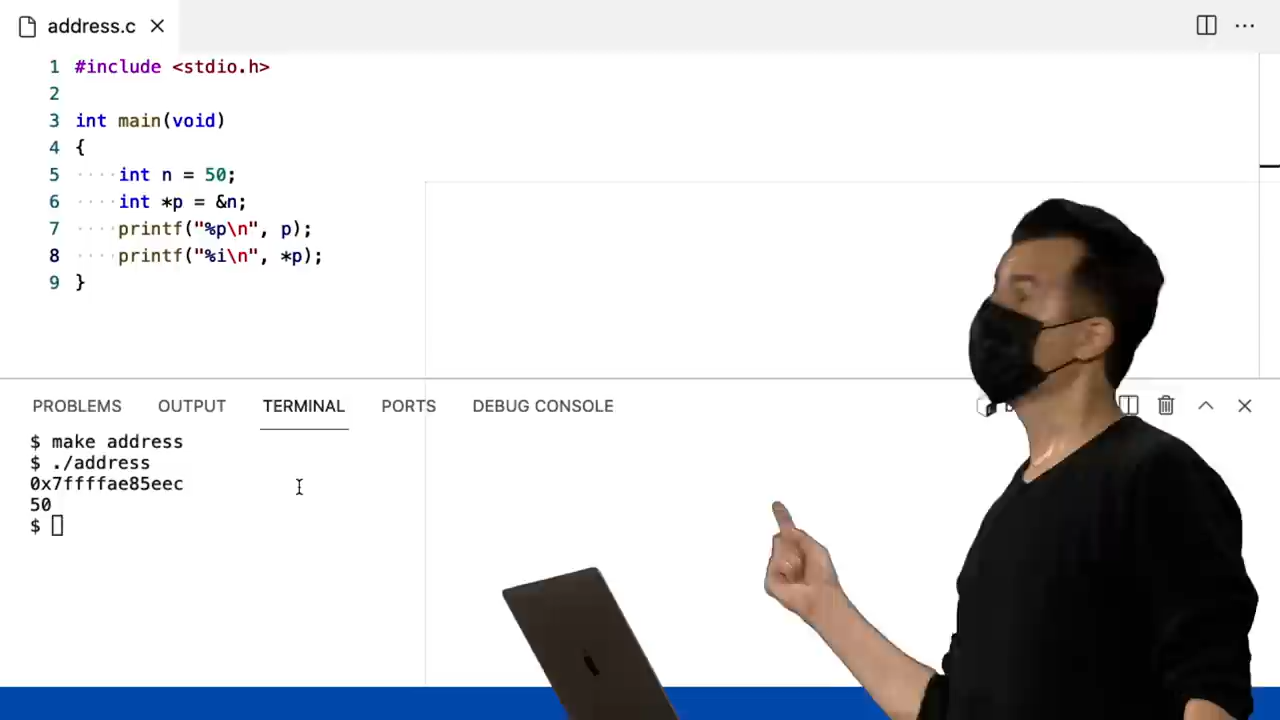 address.c
1 #include <stdio.h>
2
3 int main(void)
4 {
5 ····int n = 50;
6 ····int *p = &n;
7 ····printf("%p\n", p);
8 ····printf("%i\n", *p);
9 }
PROBLEMS OUTPUT TERMINAL PORTS DEBUG CONSOLE
$ make address
$ ./address
0x7ffffae85eec
50
$